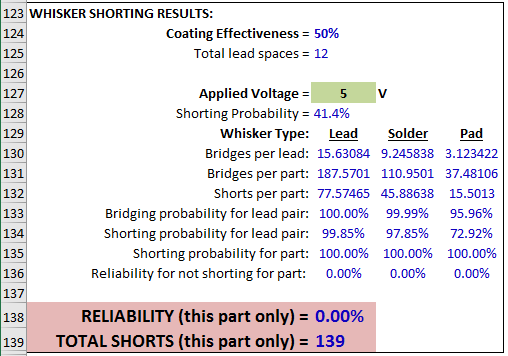 123 WHISKER SHORTING RESULTS:
124 Coating Effectiveness = 50%
125 Total lead spaces = 12
126
127 Applied Voltage = 5 V
128 Shorting Probability = 41.4%
129 Whisker Type: Lead Solder Pad
130 Bridges per lead: 15.63084 9.245838 3.123422
131 Bridges per part: 187.5701 110.9501 37.48106
132 Shorts per part: 77.57465 45.88638 15.5013
133 Bridging probability for lead pair: 100.00% 99.99% 95.96%
134 Shorting probability for lead pair: 99.85% 97.85% 72.92%
135 Shorting probability for part: 100.00% 100.00% 100.00%
136 Reliability for not shorting for part: 0.00% 0.00% 0.00%
137
138 RELIABILITY (this part only) = 0.00%
139 TOTAL SHORTS (this part only) = 139